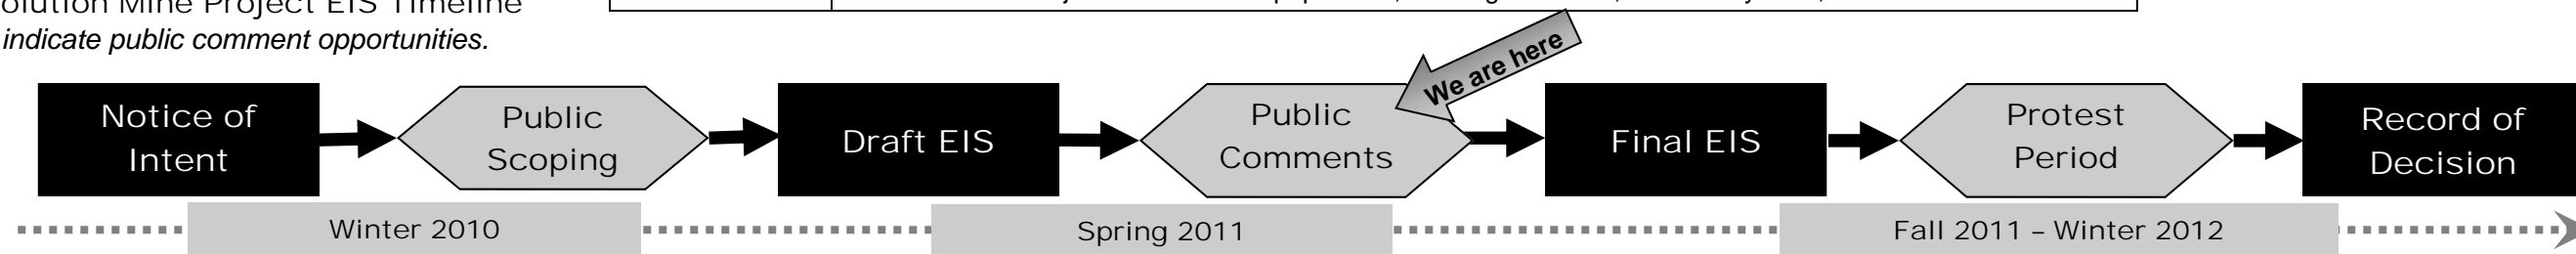 olution Mine Project EIS Timeline
indicate public comment opportunities.
We are here
Notice of
Intent
Public
Scoping
Draft EIS
Public
Comments
Final EIS
Protest
Period
Record of
Decision
Winter 2010
Spring 2011
Fall 2011 – Winter 2012